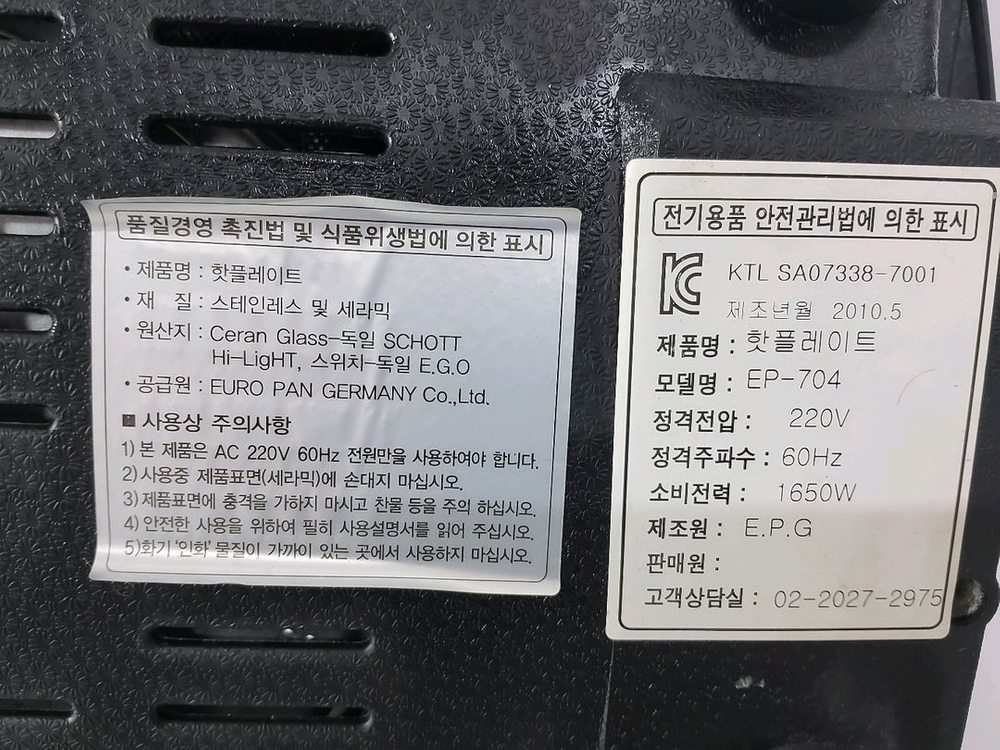 품질경영 촉진법 및 식품위생법에 의한 표시
• 제품명 : 핫플레이트
• 재 질 : 스테인레스 및 세라믹
• 원산지 : Ceran Glass-독일 SCHOTT
Hi-LigHT, 스위치-독일 E.G.O
• 공급원 : EURO PAN GERMANY Co.,Ltd.
■ 사용상 주의사항
1) 본 제품은 AC 220V 60Hz 전원만을 사용하여야 합니다.
2) 사용중 제품표면(세라믹)에 손대지 마십시오.
3) 제품표면에 충격을 가하지 마시고 찬물 등을 주의 하십시오.
4) 안전한 사용을 위하여 필히 사용설명서를 읽어 주십시오.
5) 화기 '인화' 물질이 가까이 있는 곳에서 사용하지 마십시오.
전기용품 안전관리법에 의한 표시
KC KTL SA07338-7001
제조년월 2010.5
제품명 : 핫플레이트
모델명 : EP-704
정격전압 : 220V
정격주파수 : 60Hz
소비전력 : 1650W
제조원 : E.P.G
판매원 :
고객상담실 : 02-2027-2975